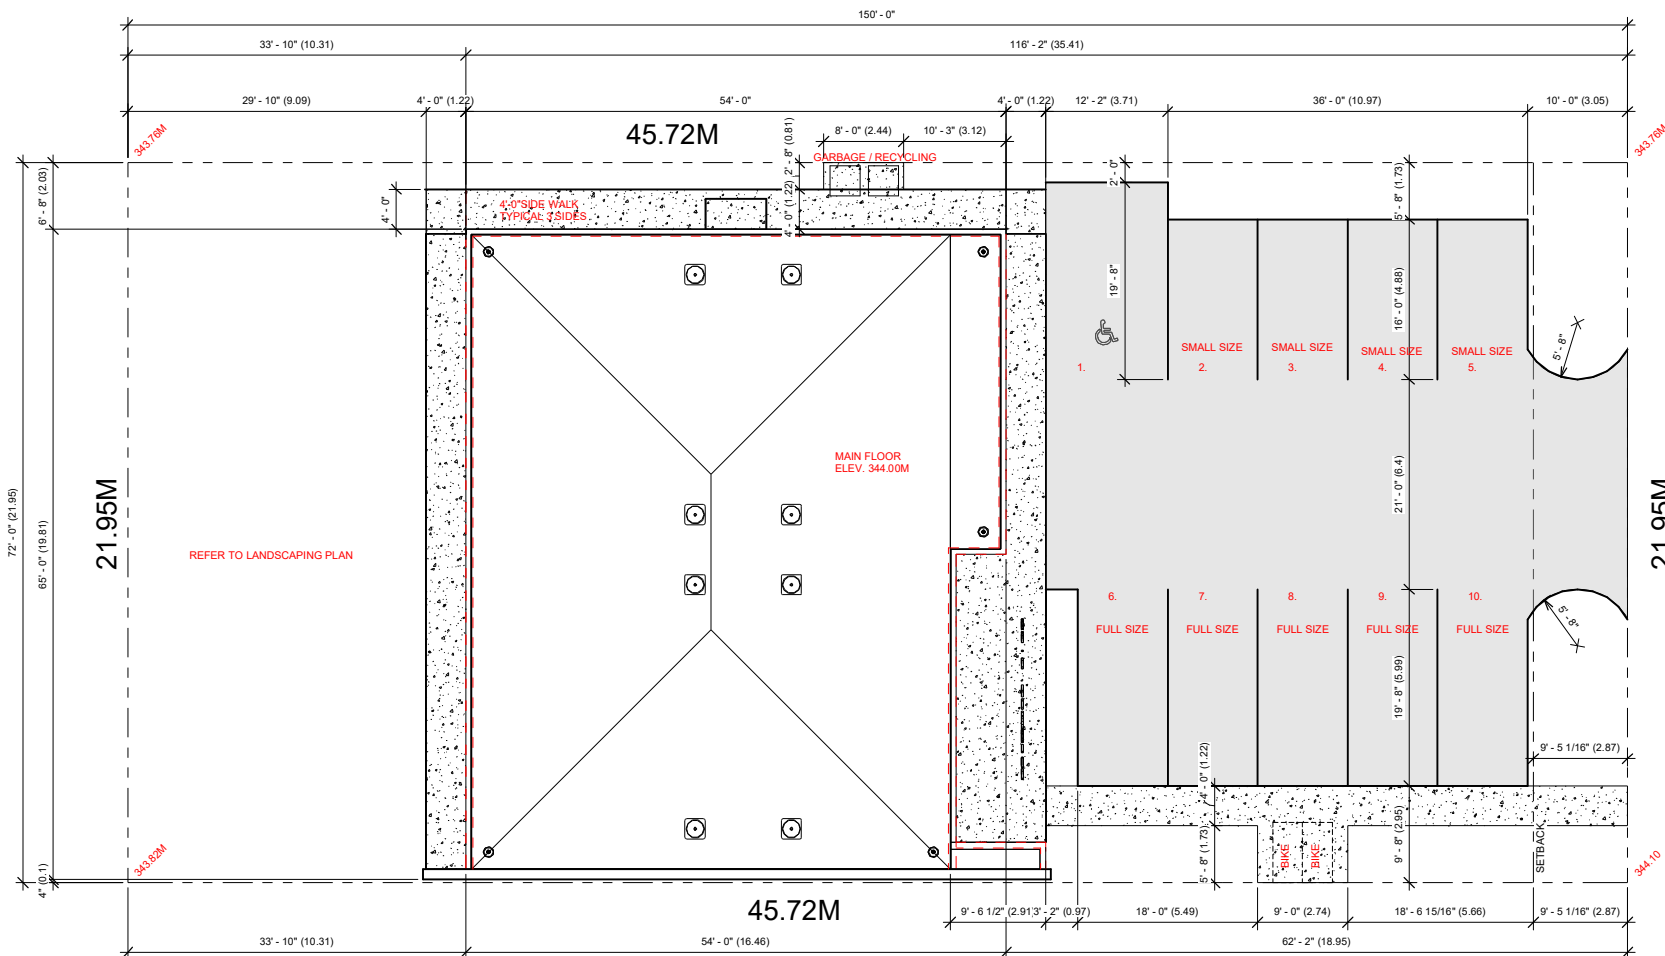 150' - 0"
33' - 10" (10.31)
116' - 2" (35.41)
29' - 10" (9.09)
4' - 0" (1.22)
54' - 0"
4' - 0" (1.22)
12' - 2" (3.71)
36' - 0" (10.97)
10' - 0" (3.05)
45.72M
8' - 0" (2.44)
10' - 3" (3.12)
343.76M
343.76M
GARBAGE / RECYCLING
2' - 8" (0.81)
4' - 0" (1.22)
6' - 8" (2.03)
4' - 0"
4'-0"SIDE WALK
TYPICAL 3 SIDES
2' - 0"
5' - 8" (1.73)
19' - 8"
16' - 0" (4.88)
5' - 8"
SMALL SIZE
SMALL SIZE
SMALL SIZE
SMALL SIZE
1.
2.
3.
4.
5.
MAIN FLOOR
ELEV. 344.00M
72' - 0" (21.95)
65' - 0" (19.81)
21.95M
21' - 0" (6.4)
21.95M
REFER TO LANDSCAPING PLAN
6.
7.
8.
9.
10.
FULL SIZE
FULL SIZE
FULL SIZE
FULL SIZE
FULL SIZE
5' - 8"
19' - 8" (5.99)
9' - 5 1/16" (2.87)
4' - 0" (1.22)
5' - 8" (1.73)
9' - 8" (2.95)
BIKE
BIKE
SETBACK
343.82M
344.10
4" (0.1)
45.72M
9' - 6 1/2" (2.91)
3' - 2" (0.97)
18' - 0" (5.49)
9' - 0" (2.74)
18' - 6 15/16" (5.66)
9' - 5 1/16" (2.87)
33' - 10" (10.31)
54' - 0" (16.46)
62' - 2" (18.95)